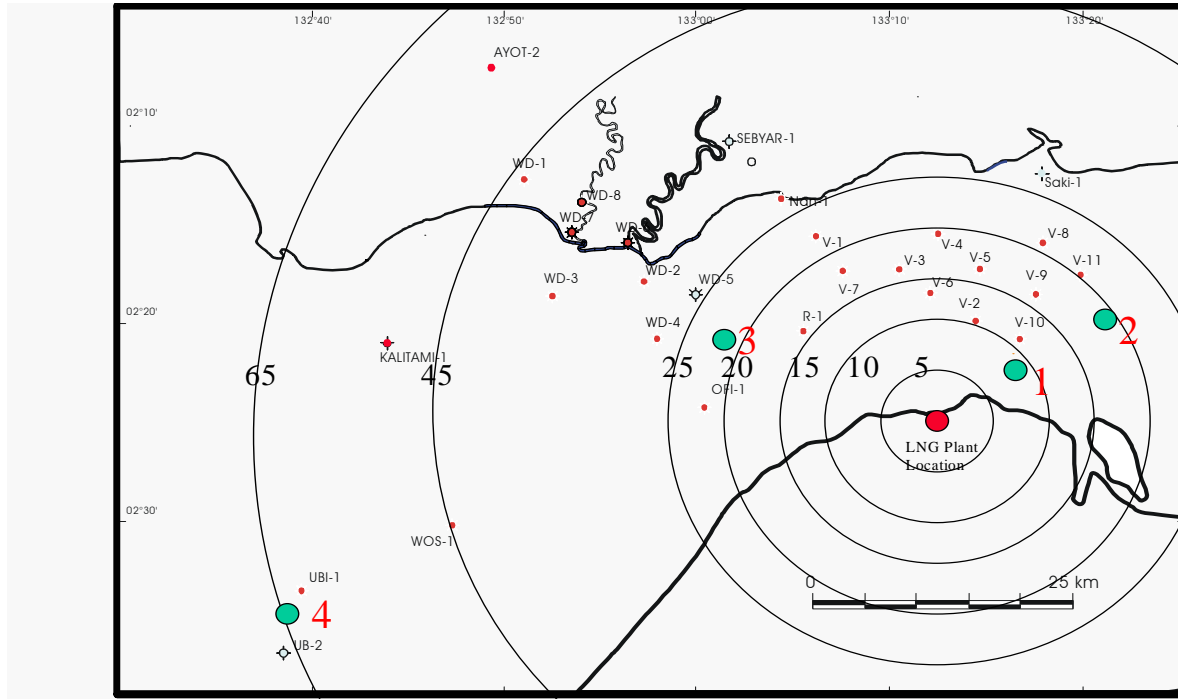 132°40'
132°50'
133°00'
133°10'
133°20'
AYOT-2
02°10'
SEBYAR-1
WD-1
Saki-1
WD-8
Nari-1
WD-7
V-1
V-4
V-8
V-3
V-5
V-11
WD-2
WD-5
V-7
V-6
V-9
WD-3
02°20'
WD-4
R-1
V-2
V-10
3
2
KALITAMI-1
65
45
25
20
15
10
5
1
OFI-1
LNG Plant
Location
02°30'
WOS-1
UBI-1
0
25 km
4
UB-2